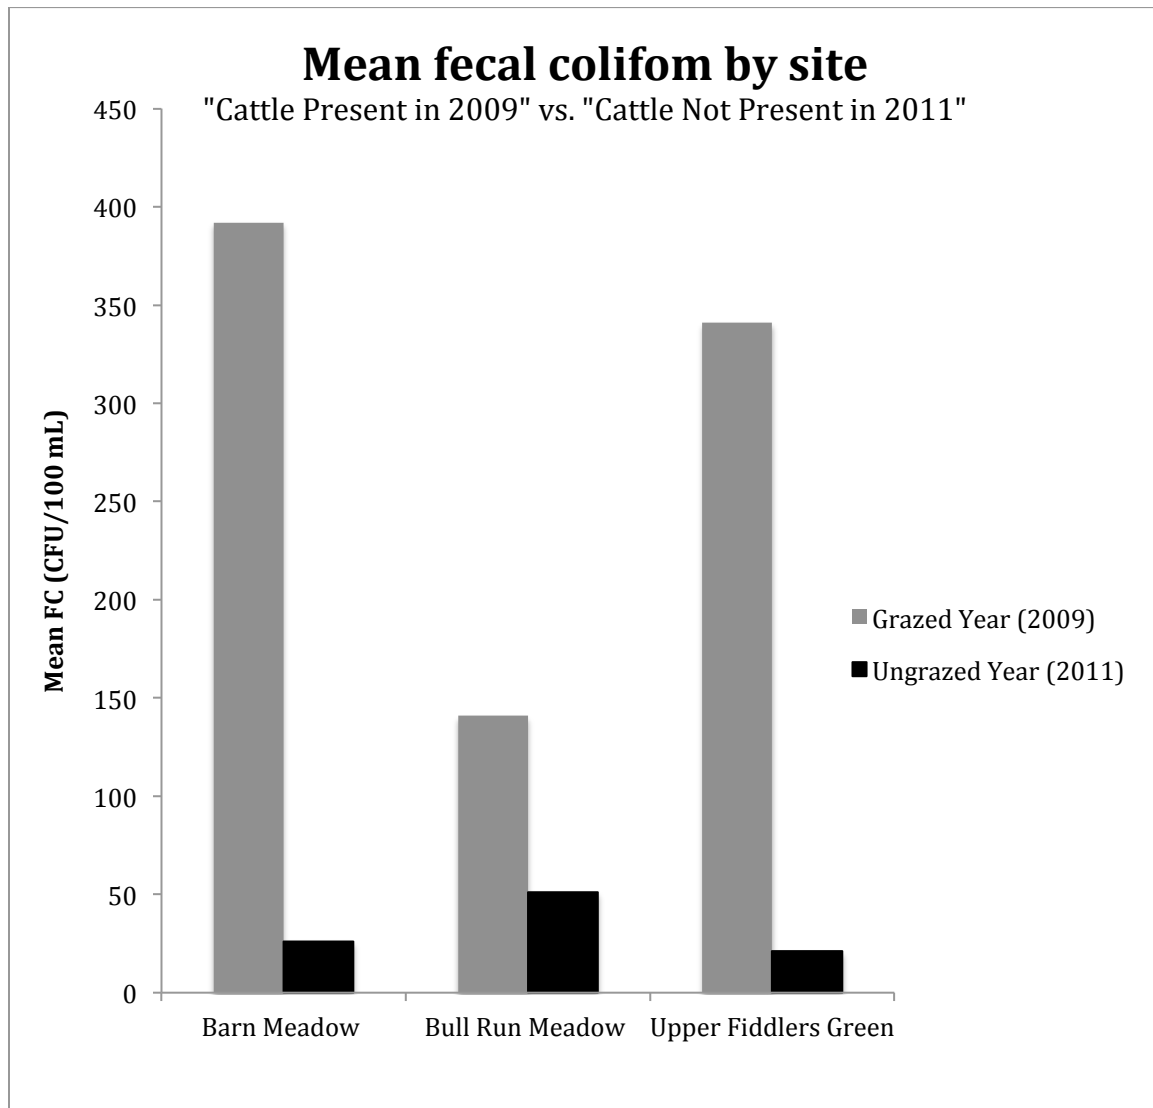 Mean fecal colifom by site
"Cattle Present in 2009" vs. "Cattle Not Present in 2011"
450
400
350
300
250
200
150
100
50
0
Mean FC (CFU/100 mL)
Barn Meadow
Bull Run Meadow
Upper Fiddlers Green
Grazed Year (2009)
Ungrazed Year (2011)